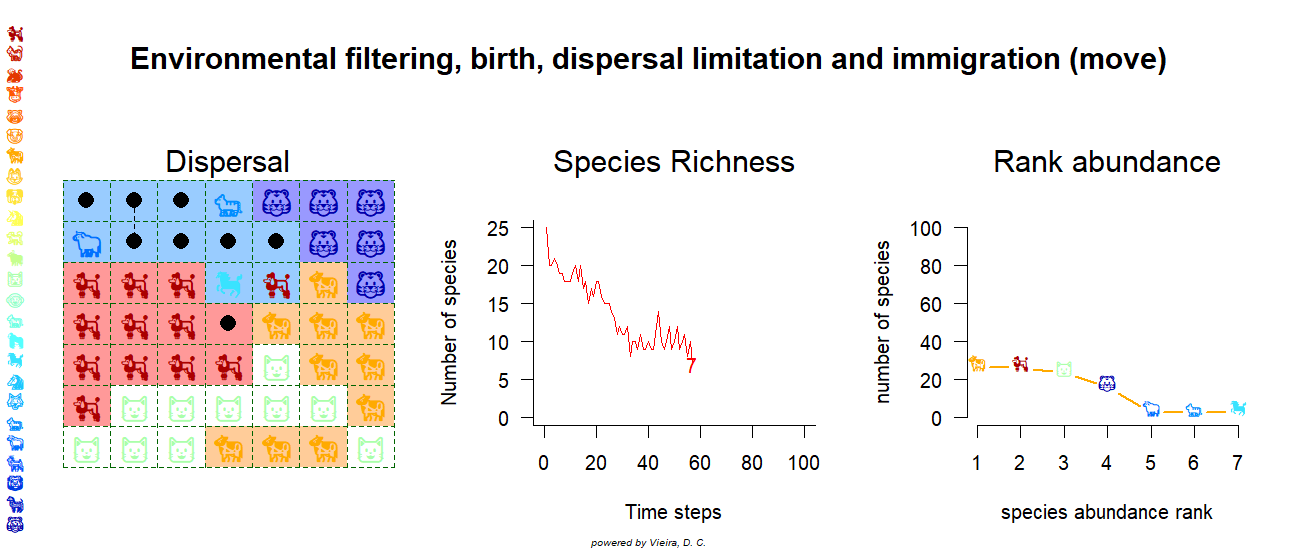 Environmental filtering, birth, dispersal limitation and immigration (move)
Dispersal
Species Richness
Number of species
25
20
15
10
5
0
7
0 20 40 60 80 100
Time steps
Rank abundance
number of species
100
80
60
40
20
0
1 2 3 4 5 6 7
species abundance rank
powered by Vieira, D. C.